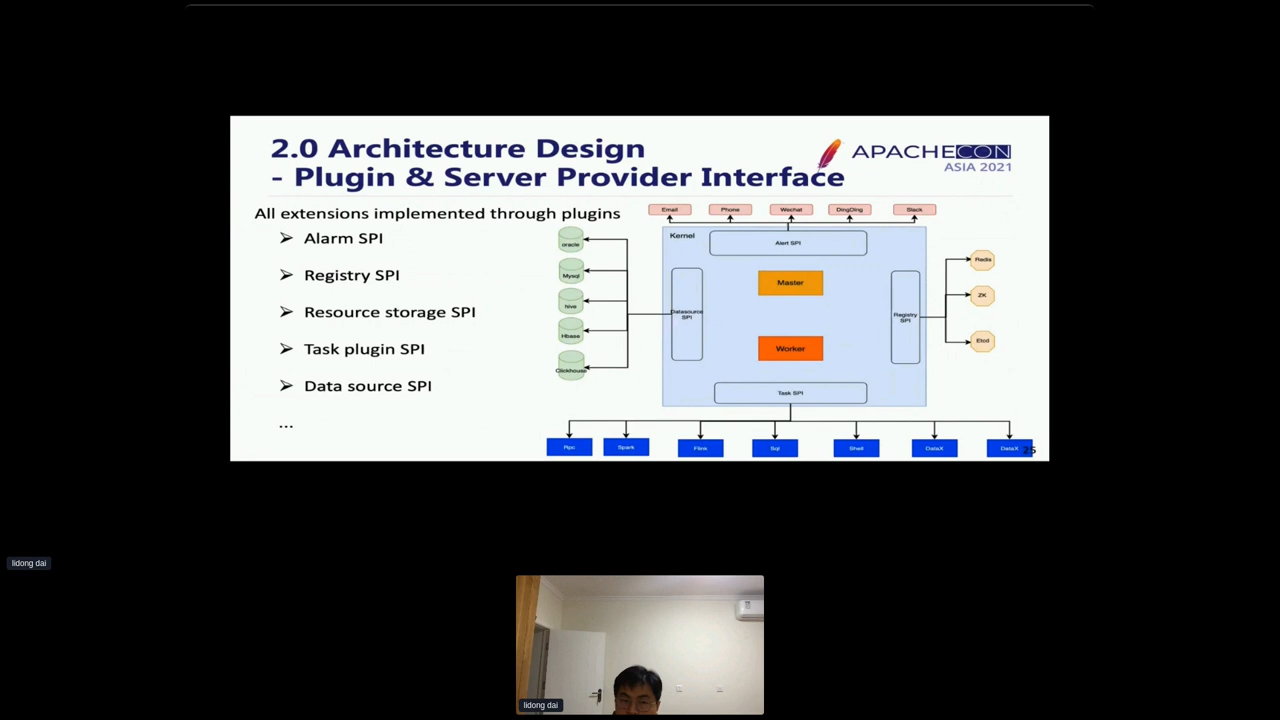 2.0 Architecture Design
- Plugin & Server Provider Interface
APACHECON
ASIA 2021
All extensions implemented through plugins
➢ Alarm SPI
➢ Registry SPI
➢ Resource storage SPI
➢ Task plugin SPI
➢ Data source SPI
...
Email
Phone
Wechat
DingDing
Slack
Kernel
Alert SPI
oracle
Mysql
hive
Hbase
Clickhouse
Datasource
SPI
Master
Worker
Registry
SPI
Redis
ZK
Etcd
Task SPI
Rpc
Spark
Flink
Sql
Shell
DataX
DataX
25
lidong dai
lidong dai